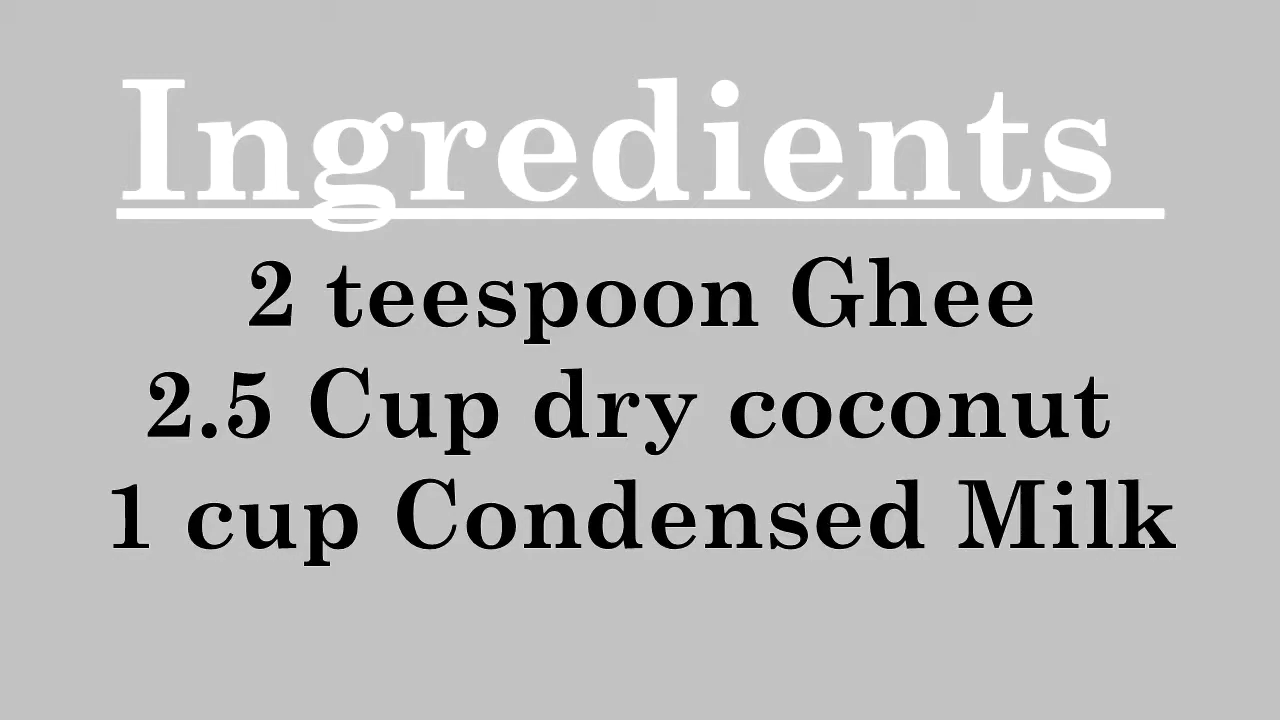 Ingredients
2 teespoon Ghee
2.5 Cup dry coconut
1 cup Condensed Milk